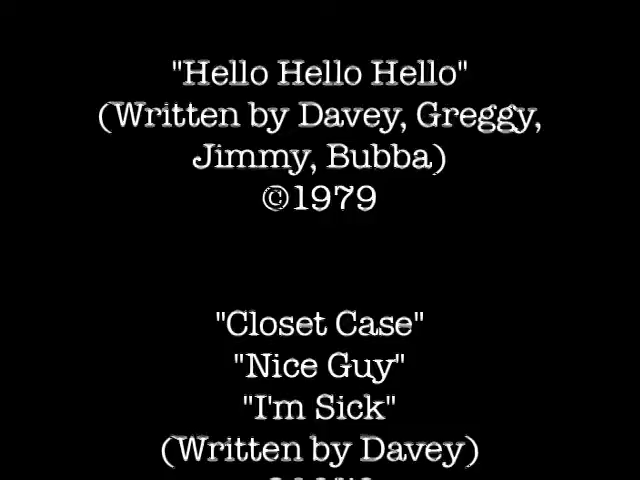 "Hello Hello Hello"
(Written by Davey, Greggy,
Jimmy, Bubba)
©1979
"Closet Case"
"Nice Guy"
"I'm Sick"
(Written by Davey)